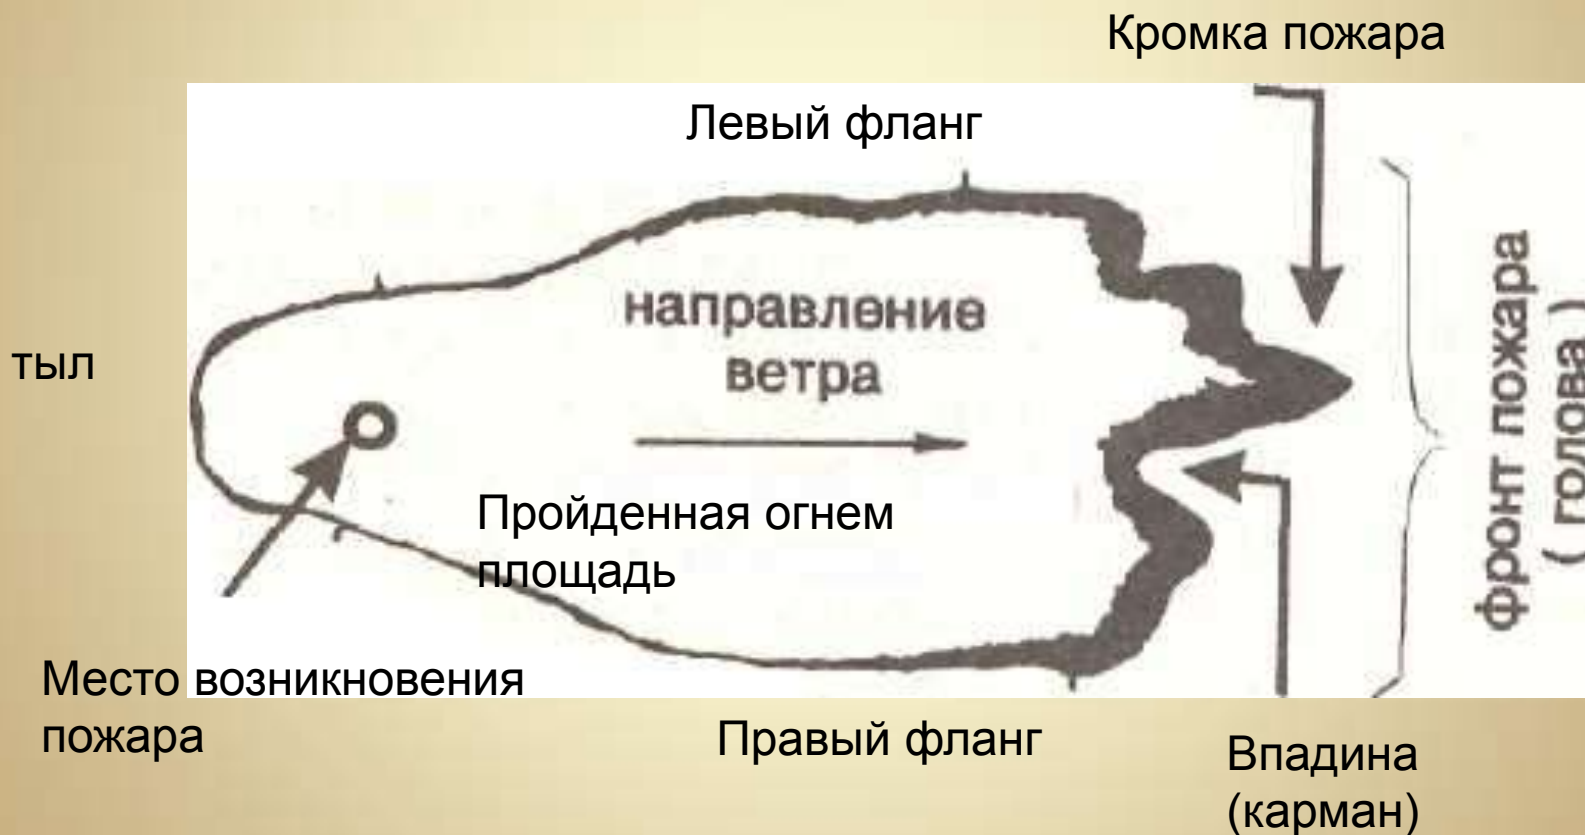 Кромка пожара
Левый фланг
направление
ветра
тыл
фронт пожара
( голова )
Пройденная огнем
площадь
Место возникновения
пожара
Правый фланг
Впадина
(карман)